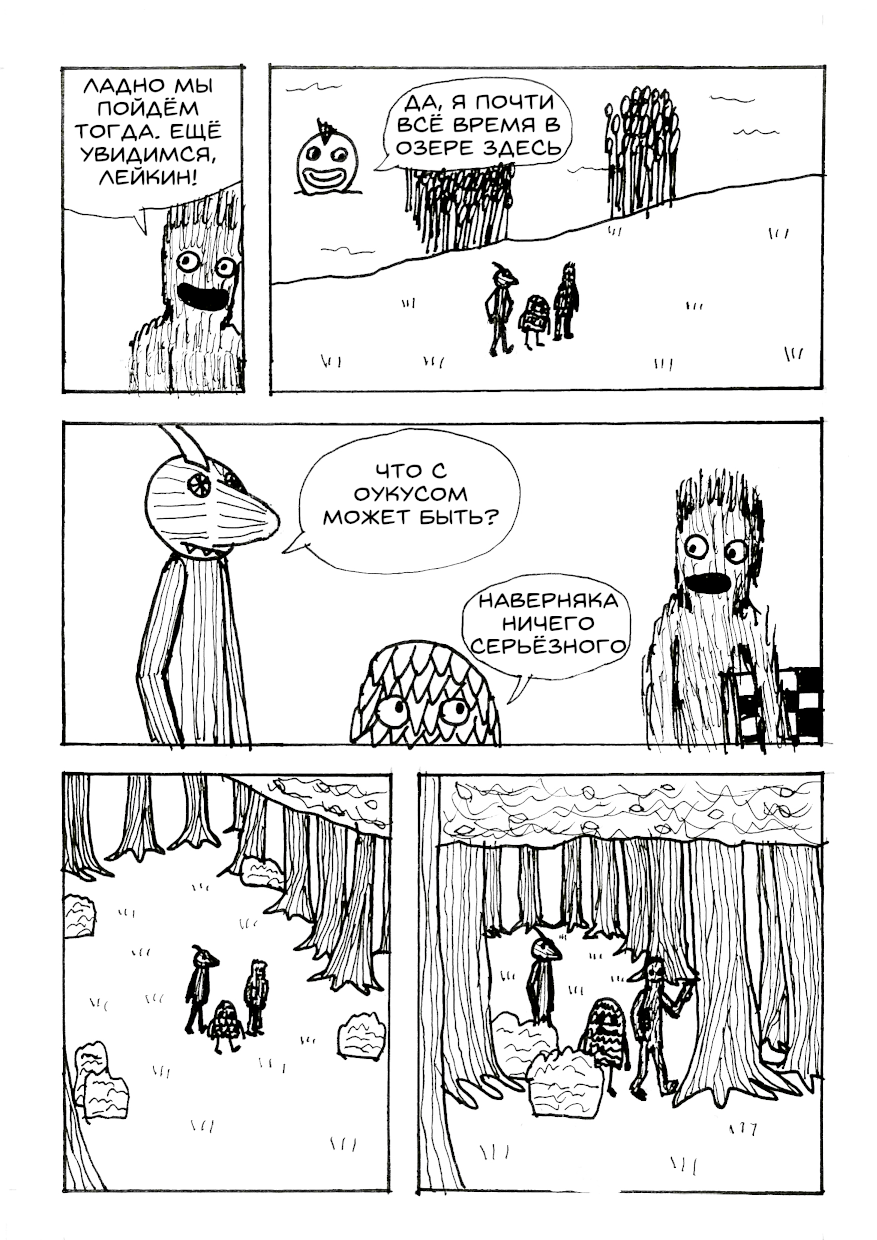 ЛАДНО МЫ
ПОЙДЁМ
ТОГДА. ЕЩЁ
УВИДИМСЯ,
ЛЕЙКИН!
ДА, Я ПОЧТИ
ВСЁ ВРЕМЯ В
ОЗЕРЕ ЗДЕСЬ
ЧТО С
ОУКУСОМ
МОЖЕТ БЫТЬ?
НАВЕРНЯКА
НИЧЕГО
СЕРЬЁЗНОГО